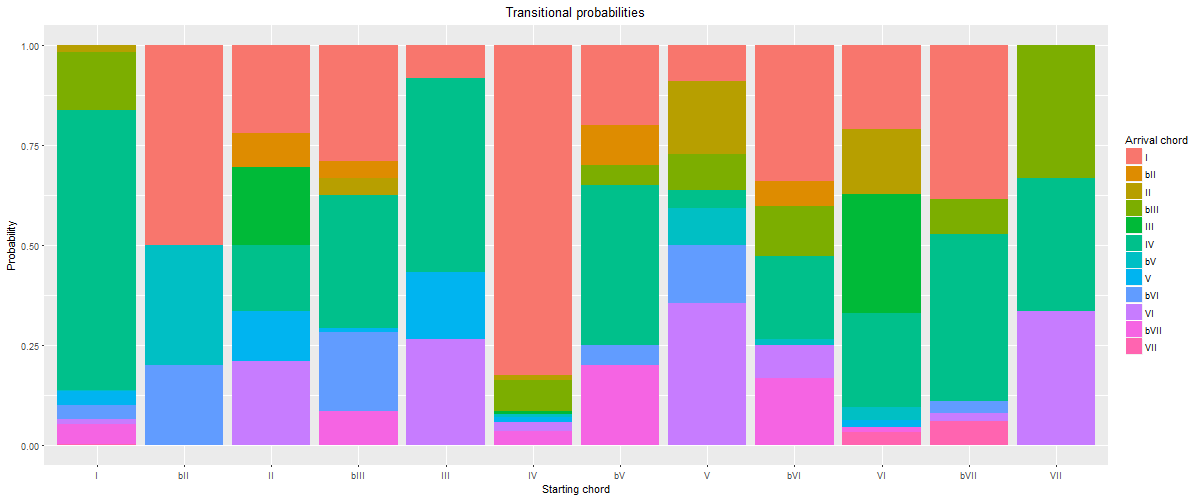 Transitional probabilities
1.00
0.75
0.50
0.25
0.00
Probability
I bII II bIII III IV bV V bVI VI bVII VII
Starting chord
Arrival chord
I
bII
II
bIII
III
IV
bV
V
bVI
VI
bVII
VII